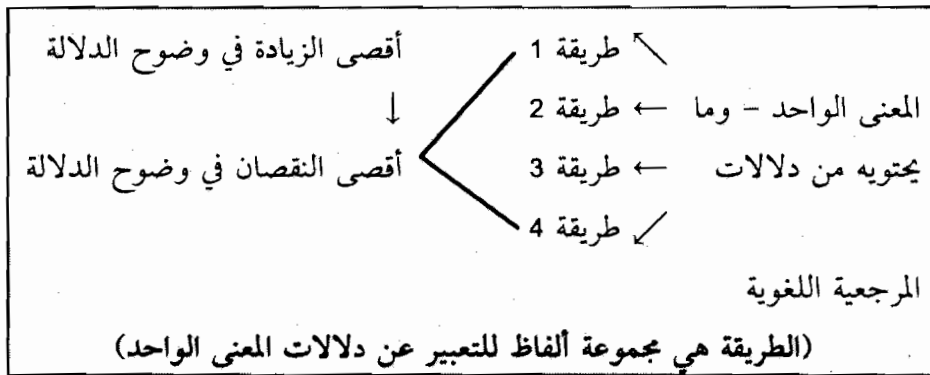 ↖ طريقة 1 أقصى الزيادة في وضوح الدلالة
المعنى الواحد – وما ← طريقة 2 ↓
يحتويه من دلالات ← طريقة 3 أقصى النقصان في وضوح الدلالة
↙ طريقة 4
المرجعية اللغوية
(الطريقة هي مجموعة ألفاظ للتعبير عن دلالات المعنى الواحد)